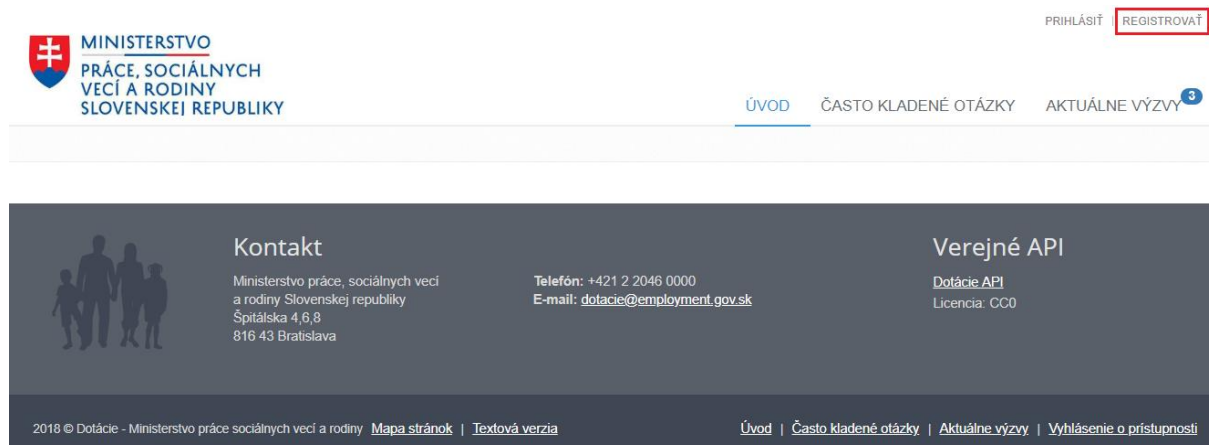 PRIHLÁSIŤ | REGISTROVAŤ
MINISTERSTVO
PRÁCE, SOCIÁLNYCH
VECÍ A RODINY
SLOVENSKEJ REPUBLIKY
ÚVOD ČASTO KLADENÉ OTÁZKY AKTUÁLNE VÝZVY 3
Kontakt
Ministerstvo práce, sociálnych vecí
a rodiny Slovenskej republiky
Špitálska 4,6,8
816 43 Bratislava
Telefón: +421 2 2046 0000
E-mail: dotacie@employment.gov.sk
Verejné API
Dotácie API
Licencia: CC0
2018 © Dotácie - Ministerstvo práce sociálnych vecí a rodiny Mapa stránok | Textová verzia
Úvod | Často kladené otázky | Aktuálne výzvy | Vyhlásenie o prístupnosti